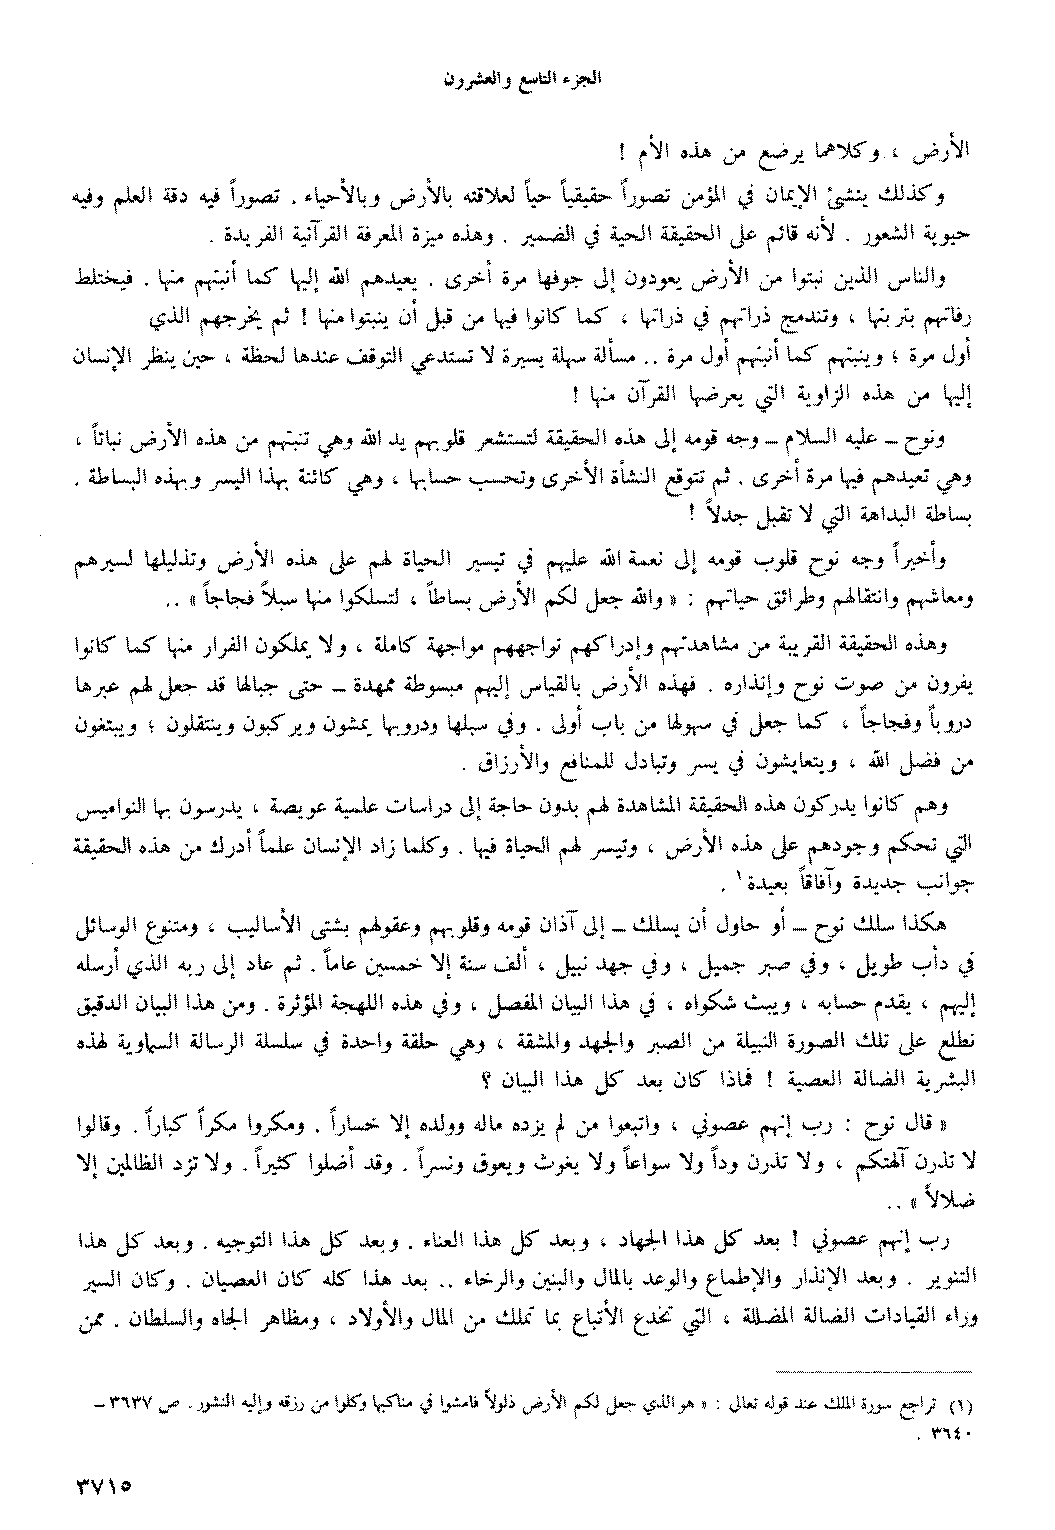 الجزء التاسع والعشرون
الأرض ، وكلاهما يرضع من هذه الأم !
وكذلك ينشئ الإيمان في المؤمن تصوراً حقيقياً حياً لعلاقته بالأرض وبالأحياء . تصوراً فيه دقة العلم وفيه
حيوية الشعور . لأنه قائم على الحقيقة الحية في الضمير . وهذه ميزة المعرفة القرآنية الفريدة .
والناس الذين نبتوا من الأرض يعودون إلى جوفها مرة أخرى . يعيدهم الله إليها كما أنبتهم منها . فيختلط
رفاتهم بتربتها ، وتندمج ذراتهم في ذراتها ، كما كانوا فيها من قبل أن ينبتوا منها ! ثم يخرجهم الذي
أول مرة ؛ وينبتهم كما أنبتهم أول مرة .. مسألة سهلة يسيرة لا تستدعي التوقف عندها لحظة ، حين ينظر الإنسان
إليها من هذه الزاوية التي يعرضها القرآن منها !
ونوح – عليه السلام – وجه قومه إلى هذه الحقيقة لتستشعر قلوبهم يد الله وهي تنبتهم من هذه الأرض نباتاً ،
وهي تعيدهم فيها مرة أخرى . ثم تتوقع النشأة الأخرى وتحسب حسابها ، وهي كائنة بهذا اليسر وبهذه البساطة .
بساطة البداهة التي لا تقبل جدلاً !
وأخيراً وجه نوح قلوب قومه إلى نعمة الله عليهم في تيسير الحياة لهم على هذه الأرض وتذليلها لسيرهم
ومعاشهم وانتقالهم وطرائق حياتهم : « والله جعل لكم الأرض بساطاً ، لتسلكوا منها سبلاً فجاجاً » ..
وهذه الحقيقة القريبة من مشاهدتهم وإدراكهم تواجههم مواجهة كاملة ، ولا يملكون الفرار منها كما كانوا
يفرون من صوت نوح وإنذاره . فهذه الأرض بالقياس إليهم مبسوطة ممهدة – حتى جبالها قد جعل لهم عبرها
دروباً وفجاجاً ، كما جعل في سهولها من باب أولى . وفي سبلها ودروبها يمشون ويركبون وينتقلون ؛ ويبتغون
من فضل الله ، ويتعايشون في يسر وتبادل للمنافع والأرزاق .
وهم كانوا يدركون هذه الحقيقة المشاهدة لهم بدون حاجة إلى دراسات علمية عويصة ، يدرسون بها النواميس
التي تحكم وجودهم على هذه الأرض ، وتيسر لهم الحياة فيها . وكلما زاد الإنسان علماً أدرك من هذه الحقيقة
جوانب جديدة وآفاقاً بعيدة ١ .
هكذا سلك نوح – أو حاول أن يسلك – إلى آذان قومه وقلوبهم وعقولهم بشتى الأساليب ، ومتنوع الوسائل
في دأب طويل ، وفي صبر جميل ، وفي جهد نبيل ، ألف سنة إلا خمسين عاماً . ثم عاد إلى ربه الذي أرسله
إليهم ، يقدم حسابه ، ويبث شكواه ، في هذا البيان المفصل ، وفي هذه اللهجة المؤثرة . ومن هذا البيان الدقيق
نطلع على تلك الصورة النبيلة من الصبر والجهد والمشقة ، وهي حلقة واحدة في سلسلة الرسالة السماوية لهذه
البشرية الضالة العصية ! فماذا كان بعد كل هذا البيان ؟
« قال نوح : رب إنهم عصوني ، واتبعوا من لم يزده ماله وولده إلا خساراً . ومكروا مكراً كباراً . وقالوا
لا تذرن آلهتكم ، ولا تذرن وداً ولا سواعاً ولا يغوث ويعوق ونسراً . وقد أضلوا كثيراً . ولا تزد الظالمين إلا
ضلالاً » ..
رب إنهم عصوني ! بعد كل هذا الجهاد ، وبعد كل هذا العناء . وبعد كل هذا التوجيه . وبعد كل هذا
التنوير . وبعد الإنذار والإطماع والوعد بالمال والبنين والرخاء .. بعد هذا كله كان العصيان . وكان السير
وراء القيادات الضالة المضللة ، التي تخدع الأتباع بما تملك من المال والأولاد ، ومظاهر الجاه والسلطان . ممن
(١) تراجع سورة الملك عند قوله تعالى : « هو الذي جعل لكم الأرض ذلولاً فامشوا في مناكبها وكلوا من رزقه وإليه النشور . ص ٣٦٣٧ –
٣٦٤٠ .
٣٧١٥